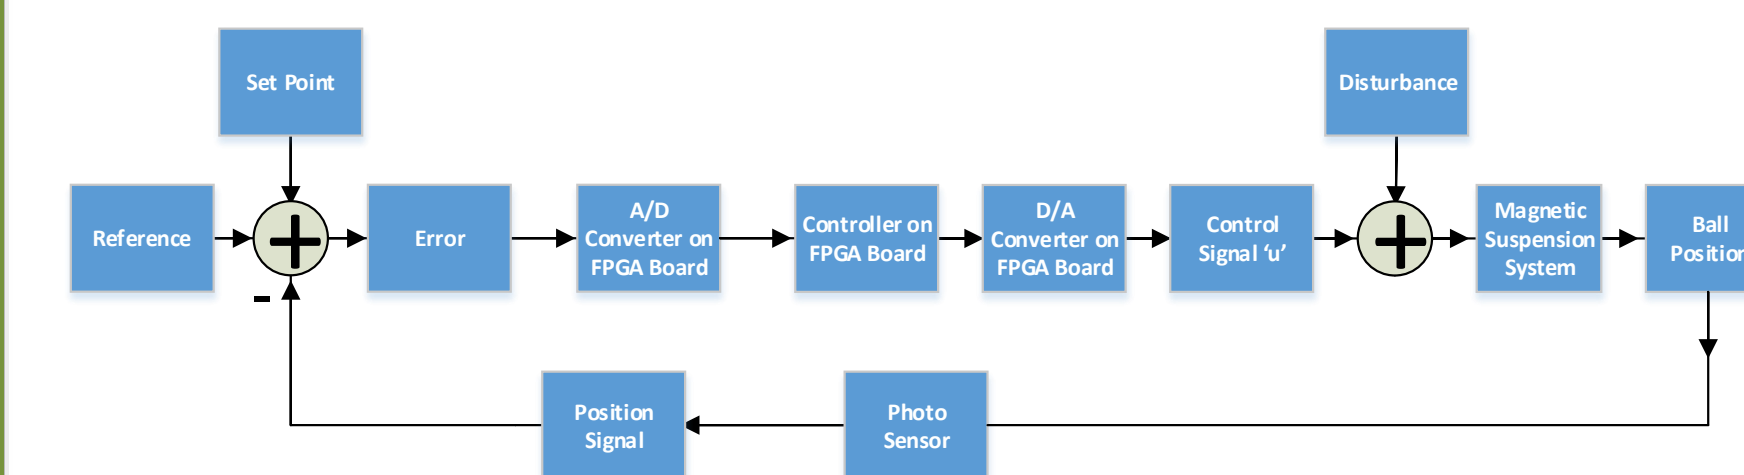 Set Point
Disturbance
Reference
Error
A/D
Converter on
FPGA Board
Controller on
FPGA Board
D/A
Converter on
FPGA Board
Control
Signal ‘u’
Magnetic
Suspension
System
Ball
Position
-
Position
Signal
Photo
Sensor